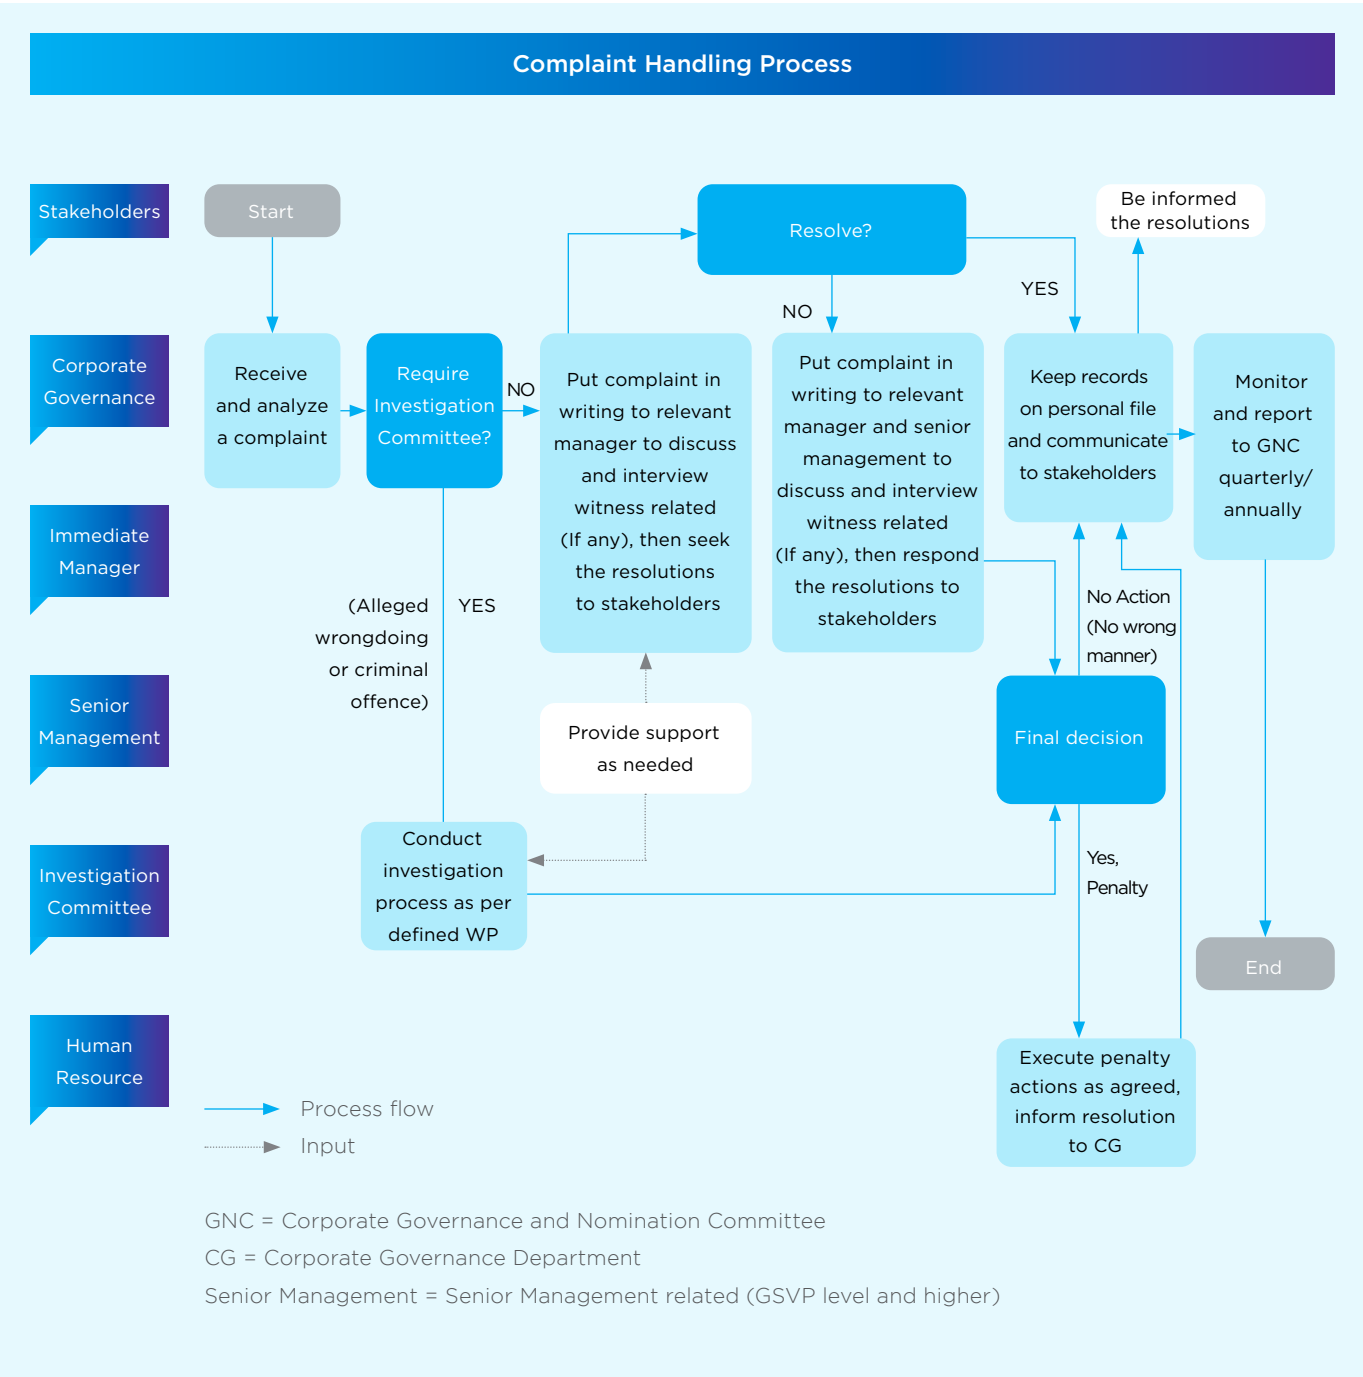 Complaint Handling Process
Stakeholders
Start
Resolve?
Be informed
the resolutions
YES
NO
Corporate
Governance
Receive
and analyze
a complaint
Require
Investigation
Committee?
NO
Put complaint in
writing to relevant
manager to discuss
and interview
witness related
(If any), then seek
the resolutions
to stakeholders
Put complaint in
writing to relevant
manager and senior
management to
discuss and interview
witness related
(If any), then respond
the resolutions to
stakeholders
Keep records
on personal file
and communicate
to stakeholders
Monitor
and report
to GNC
quarterly/
annually
Immediate
Manager
(Alleged
wrongdoing
or criminal
offence)
YES
No Action
(No wrong
manner)
Senior
Management
Provide support
as needed
Final decision
Investigation
Committee
Conduct
investigation
process as per
defined WP
Yes,
Penalty
End
Human
Resource
Execute penalty
actions as agreed,
inform resolution
to CG
Process flow
Input
GNC = Corporate Governance and Nomination Committee
CG = Corporate Governance Department
Senior Management = Senior Management related (GSVP level and higher)